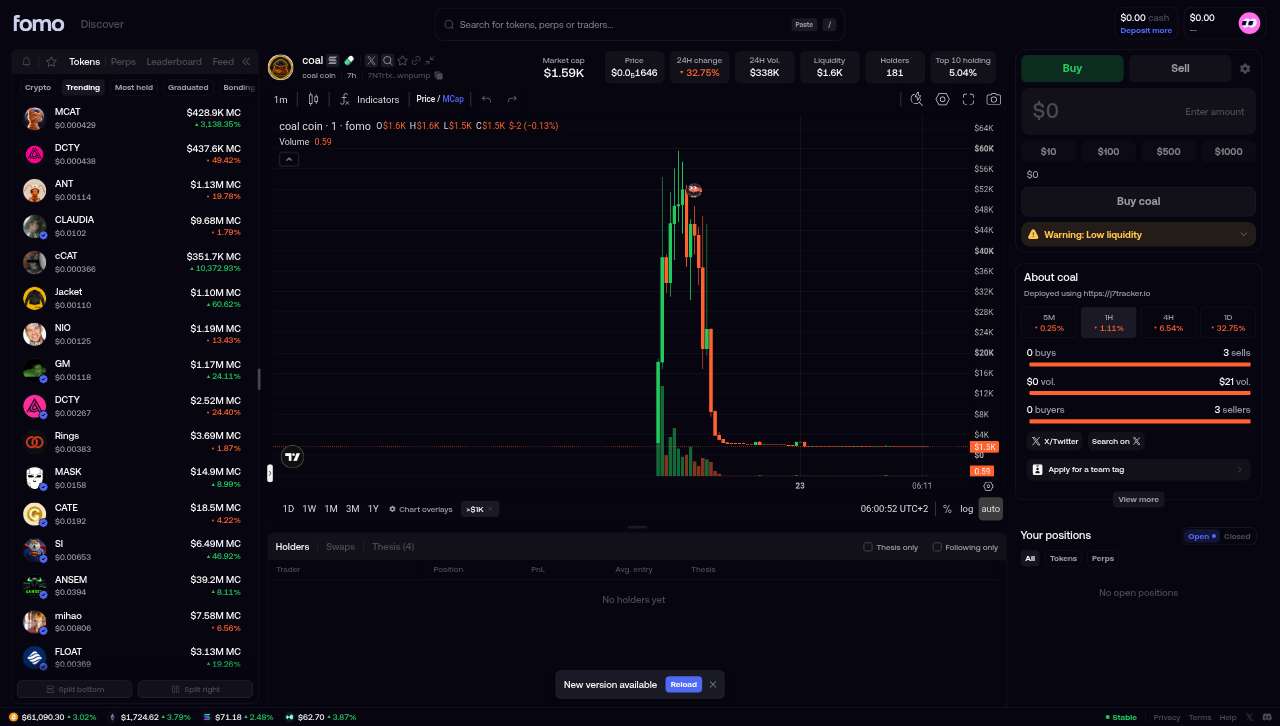 fomo Discover
Search for tokens, perps or traders... Paste /
$0.00 cash $0.00
Deposit more —
Tokens Perps Leaderboard Feed
Crypto Trending Most held Graduated Bonding
MCAT $428.9K MC
$0.000429 3,138.35%
DCTY $437.6K MC
$0.000438 49.42%
ANT $1.13M MC
$0.00114 19.78%
CLAUDIA $9.68M MC
$0.0102 1.79%
cCAT $351.7K MC
$0.000366 10,372.93%
Jacket $1.10M MC
$0.00110 60.62%
NIO $1.19M MC
$0.00125 13.43%
GM $1.17M MC
$0.00118 24.11%
DCTY $2.52M MC
$0.00267 24.40%
Rings $3.69M MC
$0.00383 1.87%
MASK $14.9M MC
$0.0158 8.99%
CATE $18.5M MC
$0.0192 4.22%
SI $6.49M MC
$0.00653 46.92%
ANSEM $39.2M MC
$0.0394 8.11%
mihao $7.58M MC
$0.00806 6.56%
FLOAT $3.13M MC
$0.00369 19.26%
Split bottom Split right
coal
coal coin 7h 7NTrtx...wnpump
Market cap Price 24H change 24H Vol. Liquidity Holders Top 10 holding
$1.59K $0.0₅1646 32.75% $338K $1.6K 181 5.04%
1m Indicators Price / MCap
coal coin · 1 · fomo O$1.6K H$1.6K L$1.5K C$1.5K $-2 (−0.13%)
Volume 0.59
$64K
$60K
$56K
$52K
$48K
$44K
$40K
$36K
$32K
$28K
$24K
$20K
$16K
$12K
$8K
$4K
$1.5K
$0
0.59
23 06:11
1D 1W 1M 3M 1Y Chart overlays >$1K 06:00:52 UTC+2 % log auto
Holders Swaps Thesis (4) Thesis only Following only
Trader Position PnL Avg. entry Thesis
No holders yet
New version available Reload
Buy Sell
$0 Enter amount
$10 $100 $500 $1000
$0
Buy coal
Warning: Low liquidity
About coal
Deployed using https://j7tracker.io
5M 1H 4H 1D
0.25% 1.11% 6.54% 32.75%
0 buys 3 sells
$0 vol. $21 vol.
0 buyers 3 sellers
X/Twitter Search on X
Apply for a team tag
View more
Your positions Open Closed
All Tokens Perps
No open positions
$61,090.30 3.02% $1,724.62 3.79% $71.18 2.48% $62.70 3.87% Stable Privacy Terms Help